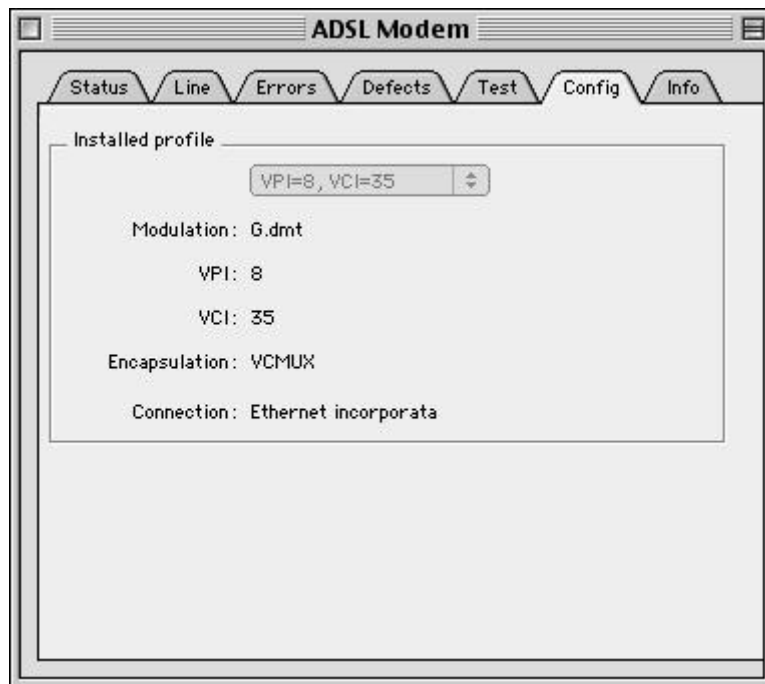 ADSL Modem
Status Line Errors Defects Test Config Info
Installed profile
VPI=8, VCI=35
Modulation: G.dmt
VPI: 8
VCI: 35
Encapsulation: VCMUX
Connection: Ethernet incorporata